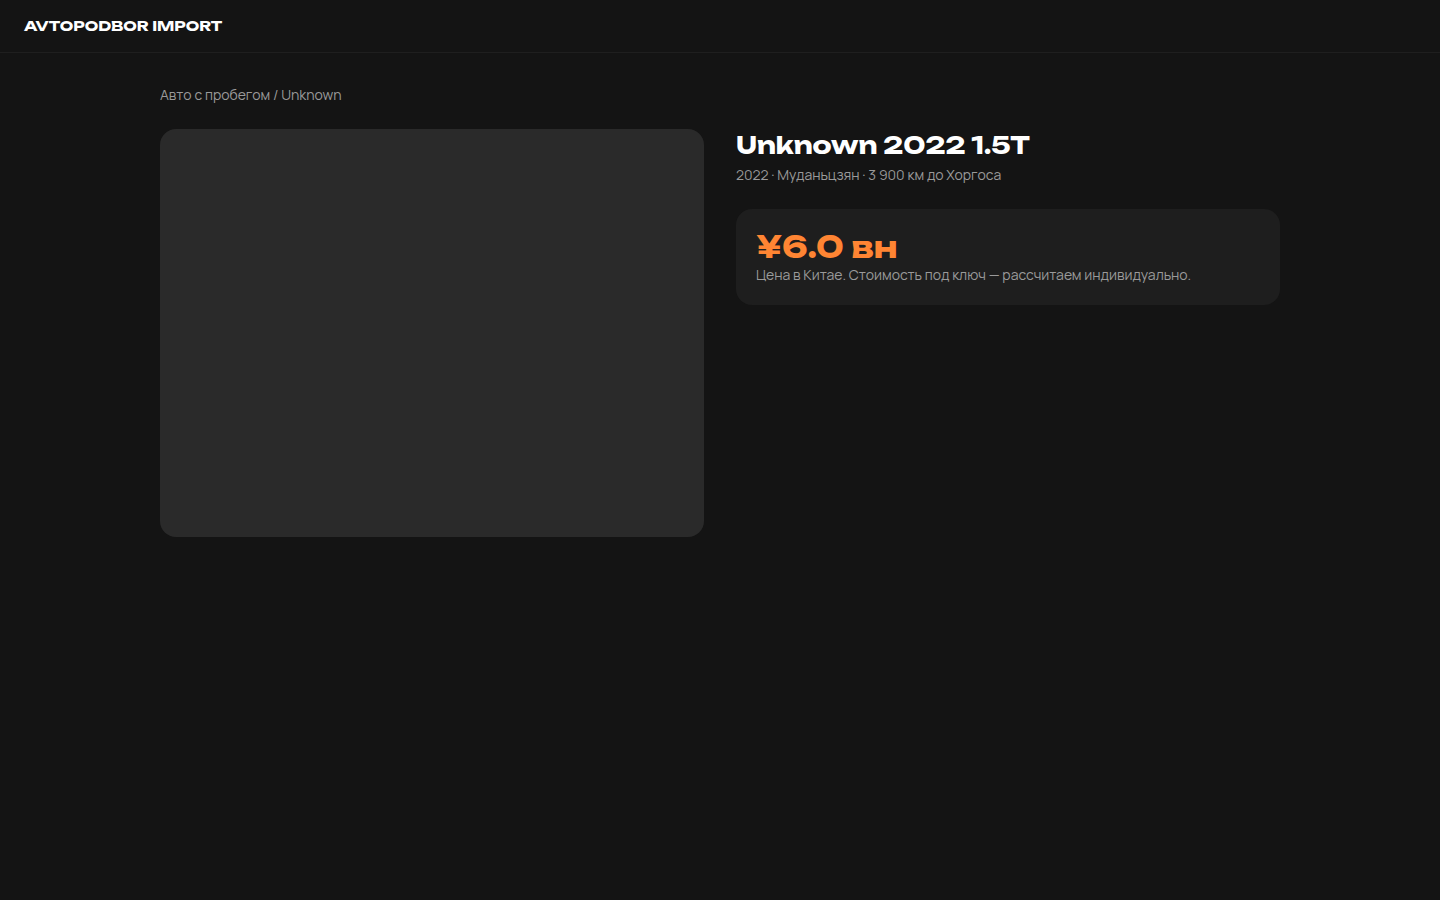 AVTOPODBOR IMPORT
Авто с пробегом / Unknown
Unknown 2022 1.5T
2022 · Муданьцзян · 3 900 км до Хоргоса
¥6.0 вн
Цена в Китае. Стоимость под ключ — рассчитаем индивидуально.